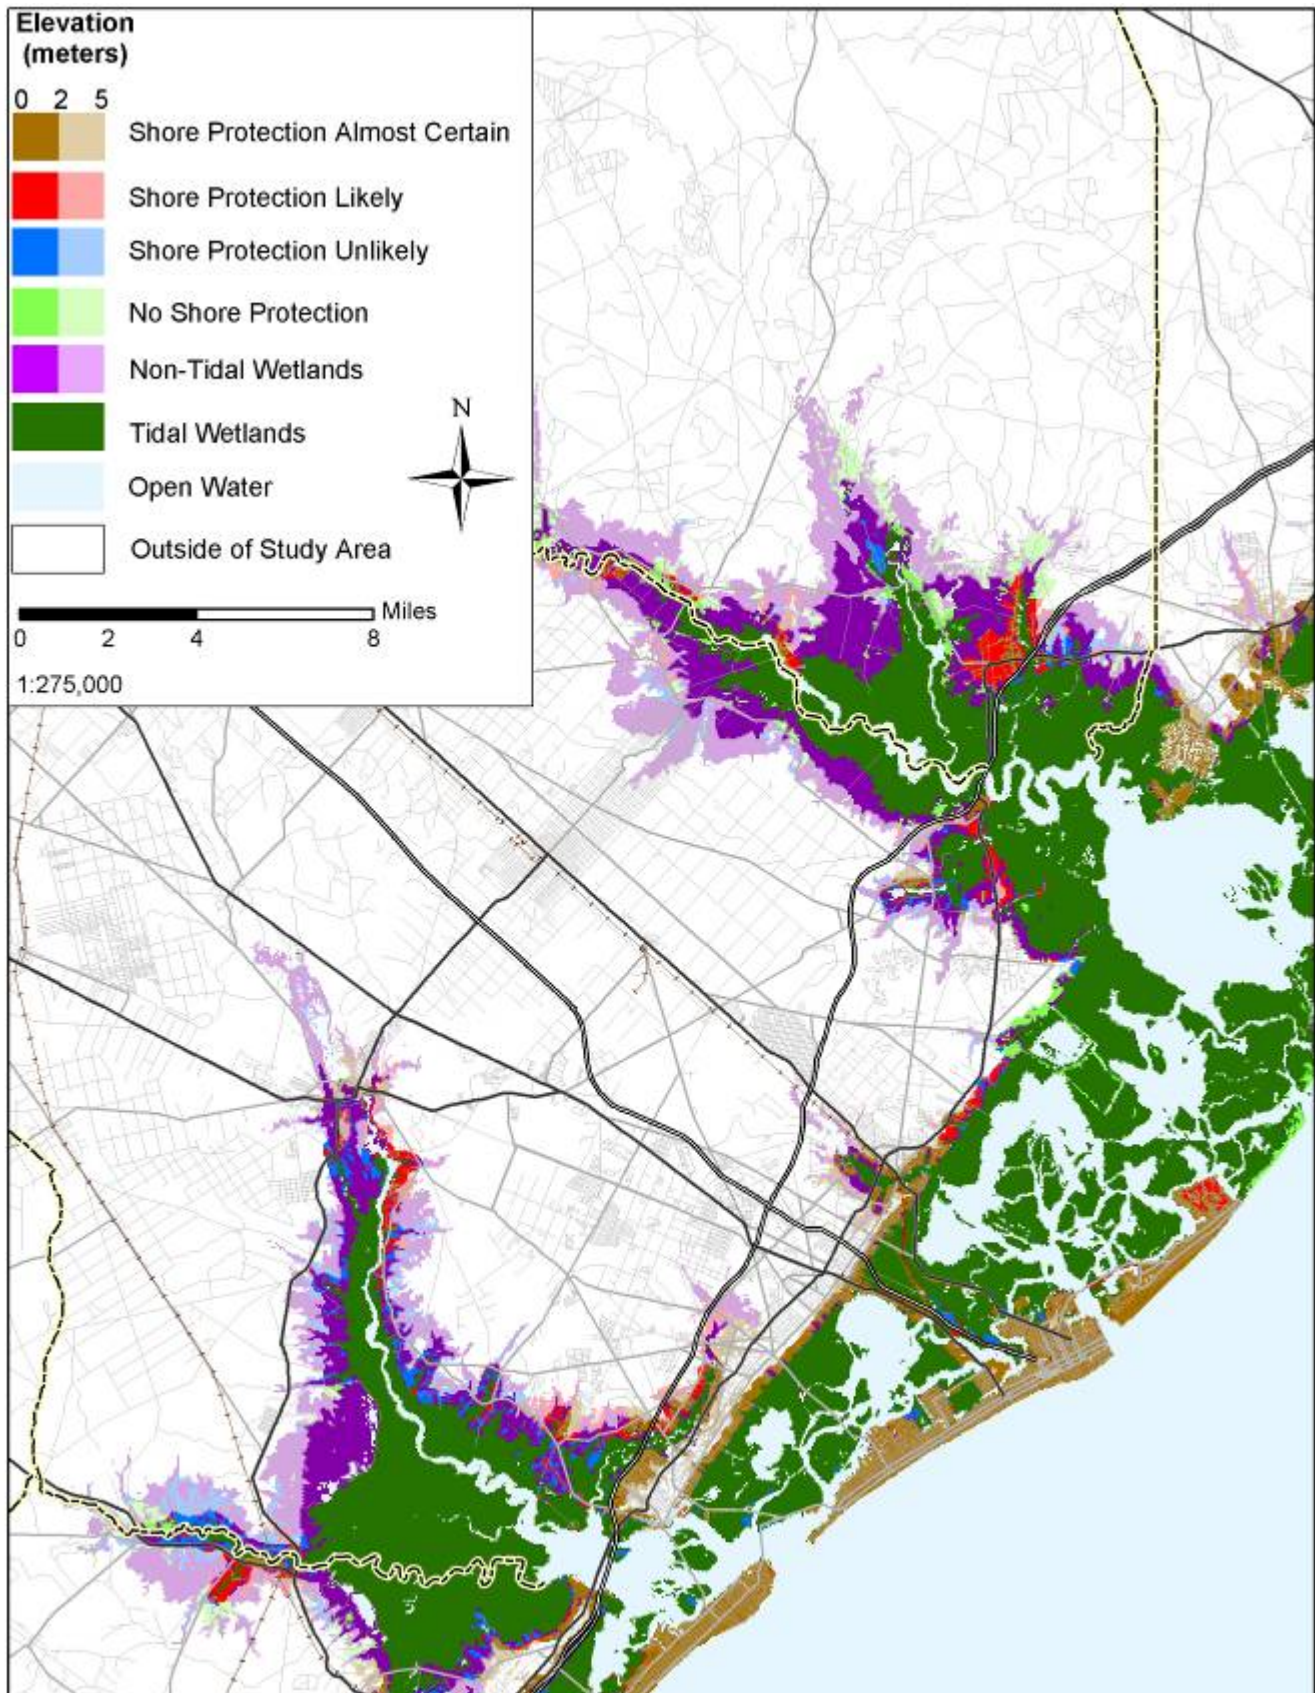 Elevation
(meters)
0 2 5
Shore Protection Almost Certain
Shore Protection Likely
Shore Protection Unlikely
No Shore Protection
Non-Tidal Wetlands
N
Tidal Wetlands
Open Water
Outside of Study Area
Miles
0 2 4 8
1:275,000